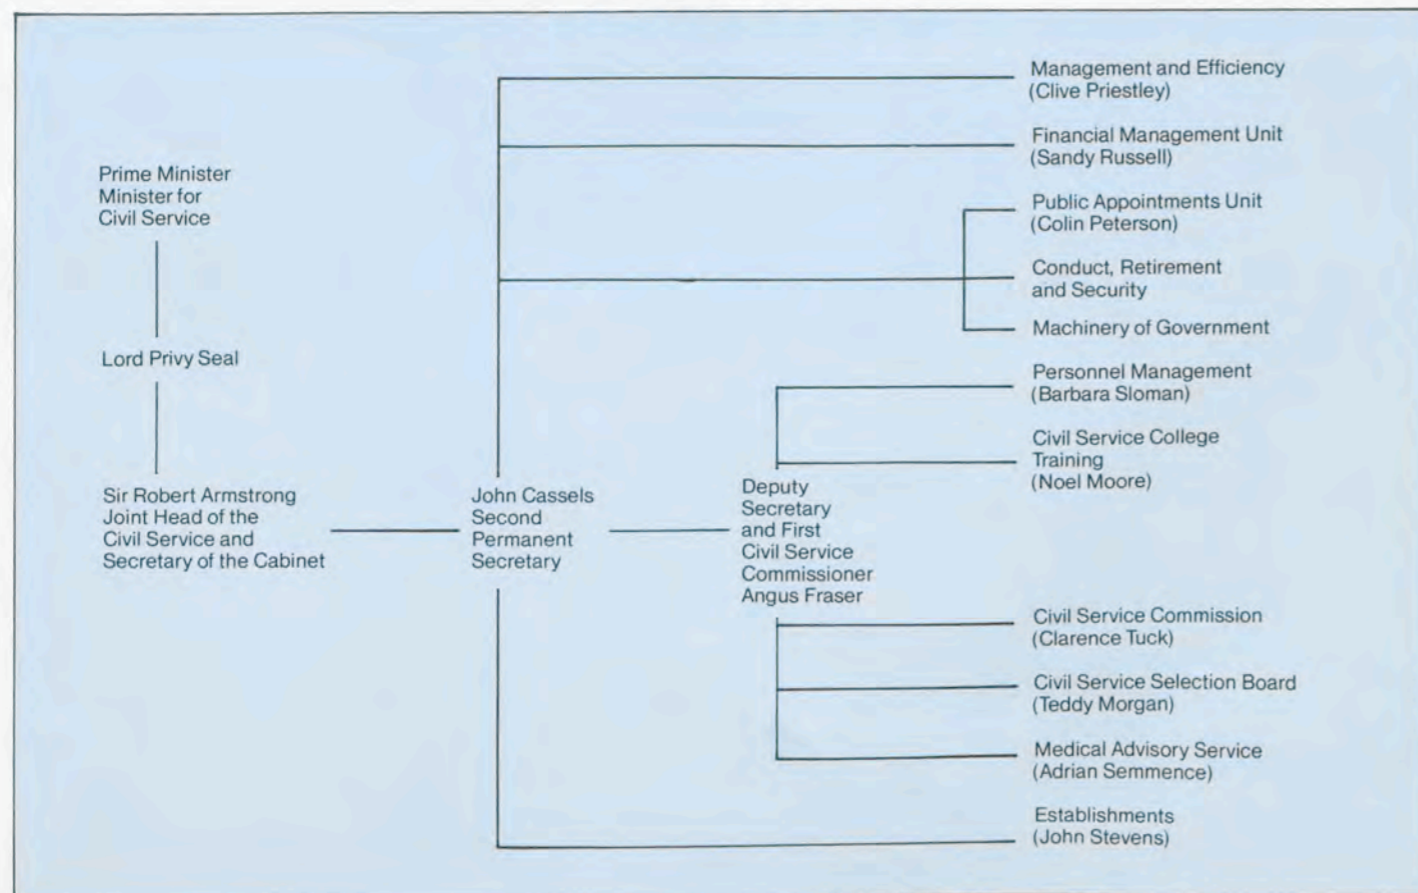 Prime Minister
Minister for
Civil Service
Lord Privy Seal
Sir Robert Armstrong
Joint Head of the
Civil Service and
Secretary of the Cabinet
John Cassels
Second
Permanent
Secretary
Deputy
Secretary
and First
Civil Service
Commissioner
Angus Fraser
Management and Efficiency
(Clive Priestley)
Financial Management Unit
(Sandy Russell)
Public Appointments Unit
(Colin Peterson)
Conduct, Retirement
and Security
Machinery of Government
Personnel Management
(Barbara Sloman)
Civil Service College
Training
(Noel Moore)
Civil Service Commission
(Clarence Tuck)
Civil Service Selection Board
(Teddy Morgan)
Medical Advisory Service
(Adrian Semmence)
Establishments
(John Stevens)